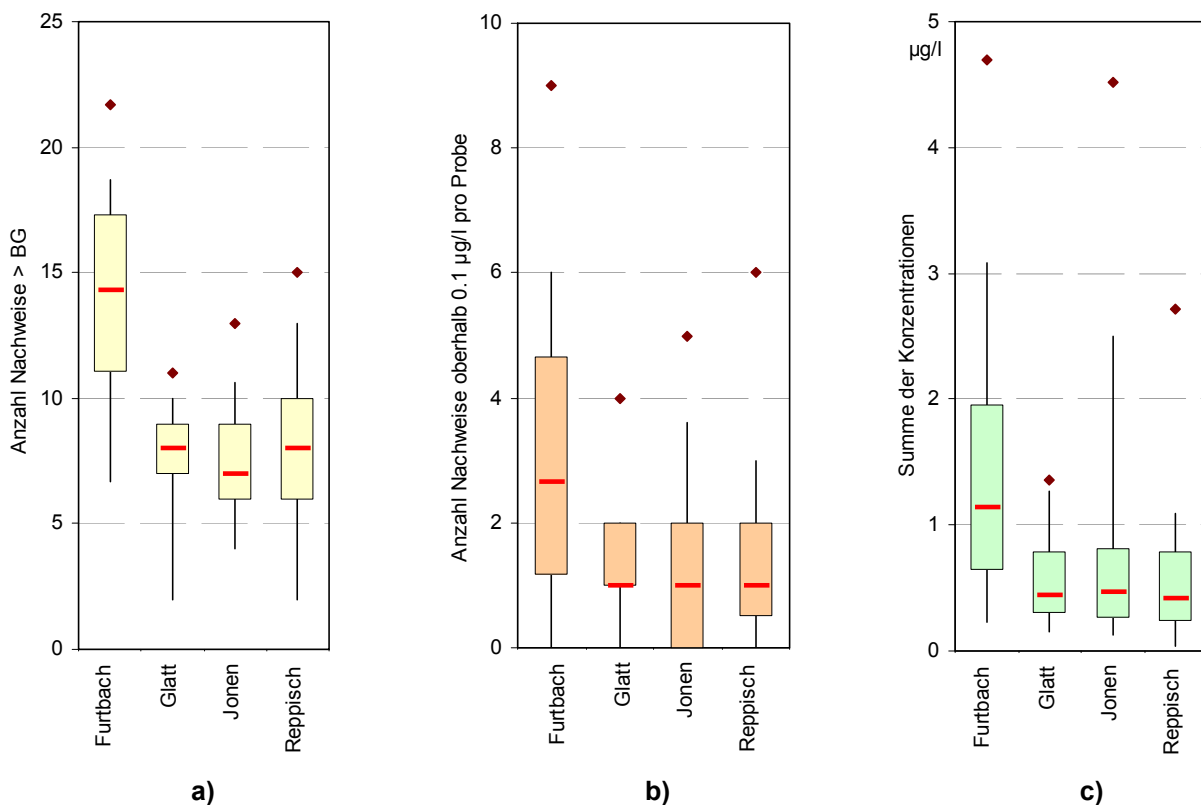 Anzahl Nachweise > BG
25
20
15
10
5
0
Furtbach
Glatt
Jonen
Reppisch
a)
Anzahl Nachweise oberhalb 0.1 µg/l pro Probe
10
8
6
4
2
0
Furtbach
Glatt
Jonen
Reppisch
b)
Summe der Konzentrationen
µg/l
5
4
3
2
1
0
Furtbach
Glatt
Jonen
Reppisch
c)